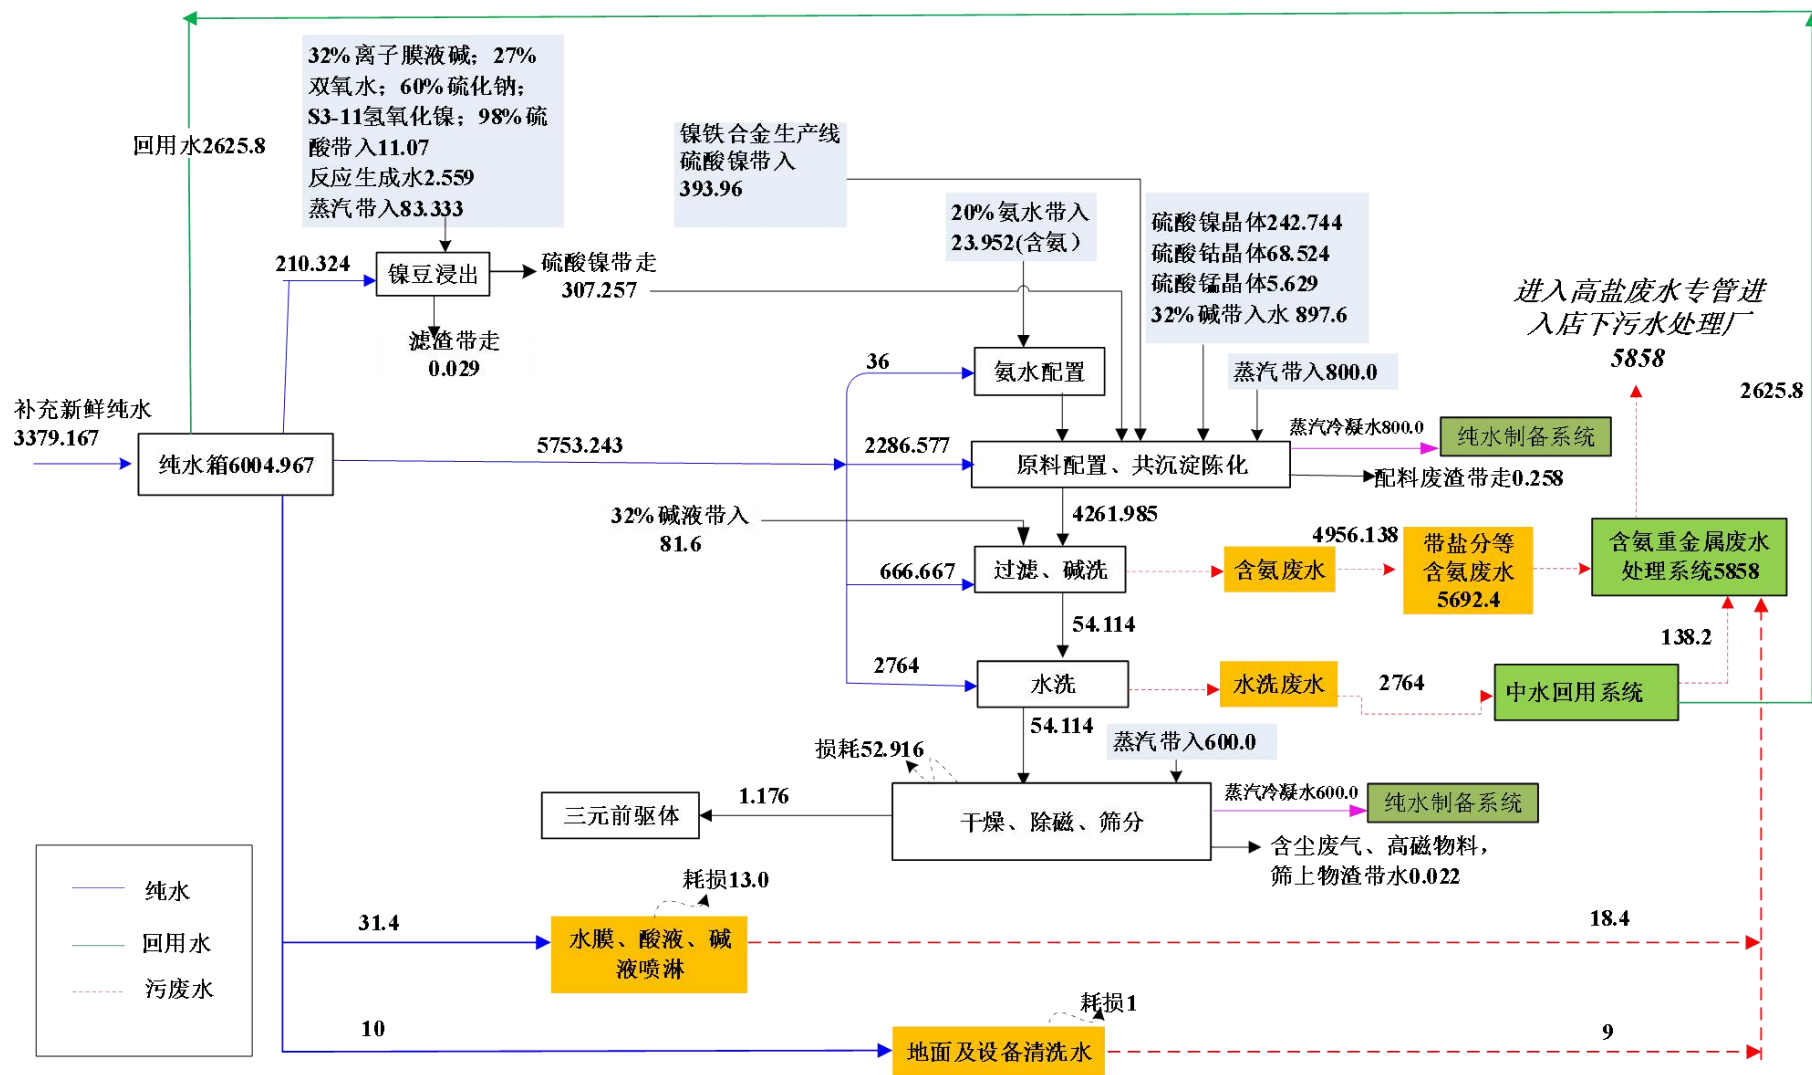 32%离子膜液碱；27%
双氧水；60%硫化钠；
S3-11氢氧化镍；98%硫
酸带入11.07
反应生成水2.559
蒸汽带入83.333
回用水2625.8
镍铁合金生产线
硫酸镍带入
393.96
20%氨水带入
23.952(含氨）
硫酸镍晶体242.744
硫酸钴晶体68.524
硫酸锰晶体5.629
32%碱带入水 897.6
210.324
镍豆浸出
硫酸镍带走
307.257
滤渣带走
0.029
进入高盐废水专管进
入店下污水处理厂
5858
2625.8
36
氨水配置
蒸汽带入800.0
补充新鲜纯水
3379.167
纯水箱6004.967
5753.243
2286.577
原料配置、共沉淀陈化
蒸汽冷凝水800.0
纯水制备系统
配料废渣带走0.258
32%碱液带入
81.6
4261.985
666.667
过滤、碱洗
含氨废水
4956.138
带盐分等
含氨废水
5692.4
含氨重金属废水
处理系统5858
54.114
138.2
2764
水洗
水洗废水
2764
中水回用系统
54.114
损耗52.916
蒸汽带入600.0
三元前驱体
1.176
干燥、除磁、筛分
蒸汽冷凝水600.0
纯水制备系统
含尘废气、高磁物料，
筛上物渣带水0.022
纯水
回用水
污废水
耗损13.0
31.4
水膜、酸液、碱
液喷淋
18.4
耗损1
10
地面及设备清洗水
9